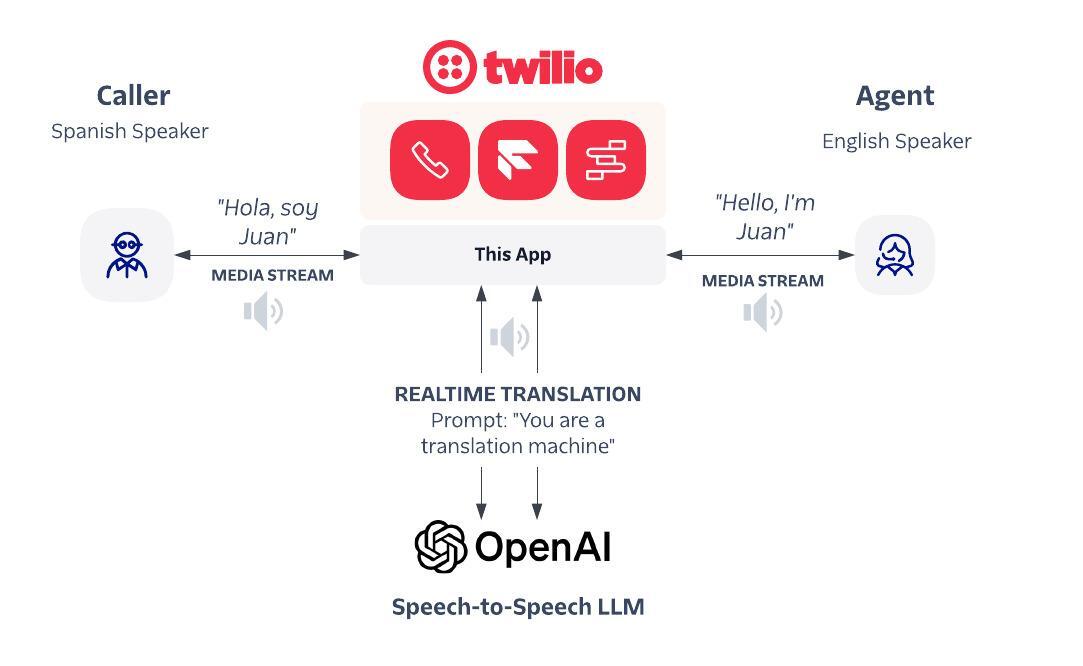 twilio
Caller
Spanish Speaker
Agent
English Speaker
"Hola, soy
Juan"
MEDIA STREAM
This App
"Hello, I'm
Juan"
MEDIA STREAM
REALTIME TRANSLATION
Prompt: "You are a
translation machine"
OpenAI
Speech-to-Speech LLM